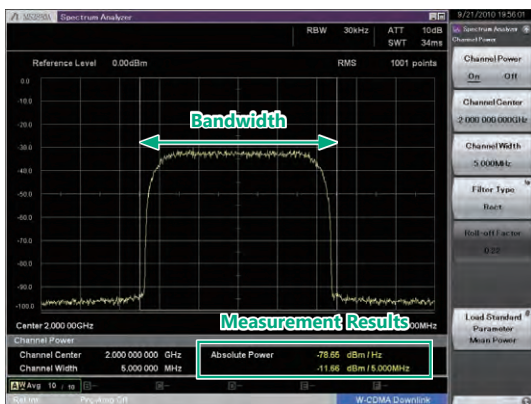 MS269xA Spectrum Analyzer
9/21/2010 19:56:01
RBW 30kHz ATT 10dB
SWT 34ms
Reference Level 0.00dBm RMS 1001 points
Spectrum Analyzer
Channel Power
Channel Power
On Off
Channel Center
2.000 000 000GHz
Channel Width
5.000MHz
Filter Type
Rect
Roll-off Factor
0.22
Load Standard
Parameter
Mean Power
0.0
-10.0
-20.0
-30.0
-40.0
-50.0
-60.0
-70.0
-80.0
-90.0
-100.0
Bandwidth
Measurement Results
Center 2.000 00GHz
Channel Power
Channel Center 2.000 000 000 GHz Absolute Power -78.65 dBm / Hz
Channel Width 5.000 000 MHz -11.66 dBm / 5.000MHz
Avg 10 / 10
W-CDMA Downlink